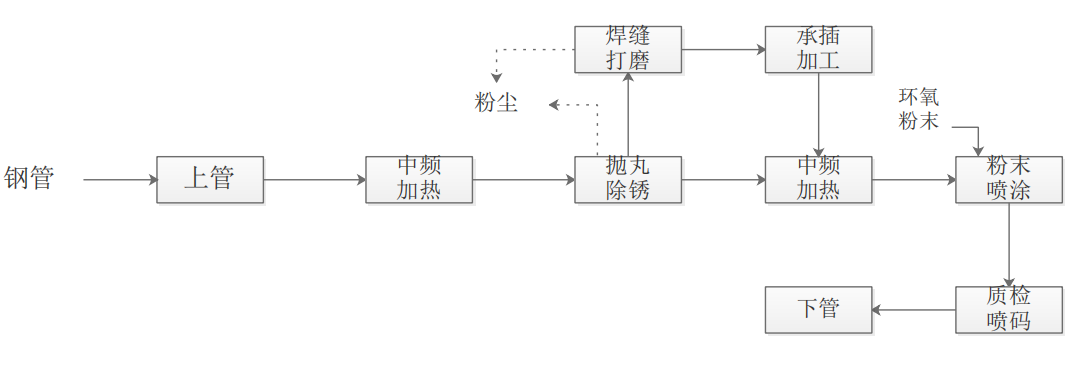 焊缝
打磨
承插
加工
粉尘
环氧
粉末
钢管
上管
中频
加热
抛丸
除锈
中频
加热
粉末
喷涂
下管
质检
喷码